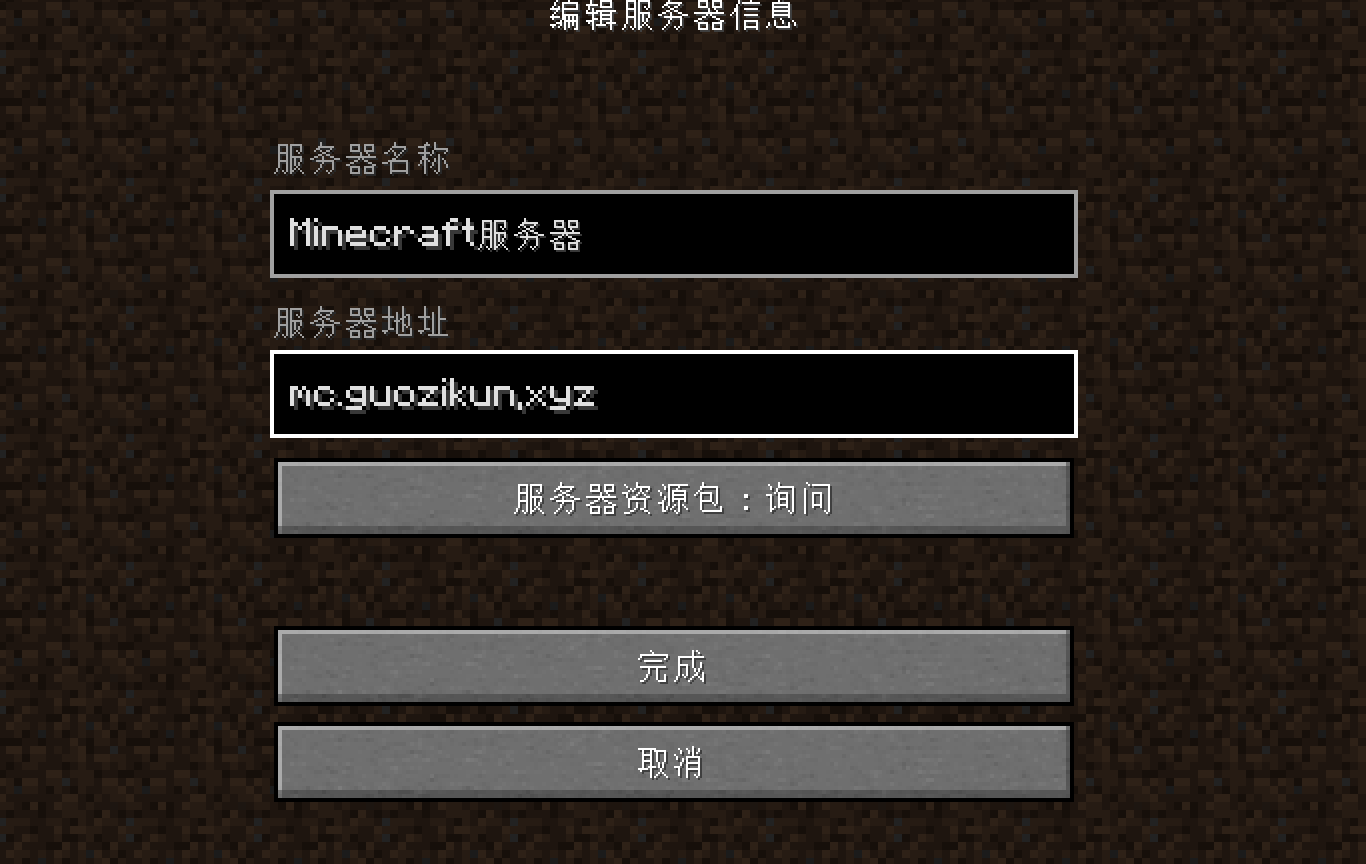 编辑服务器信息
服务器名称
Minecraft服务器
服务器地址
mc.guozikun,xyz
服务器资源包：询问
完成
取消